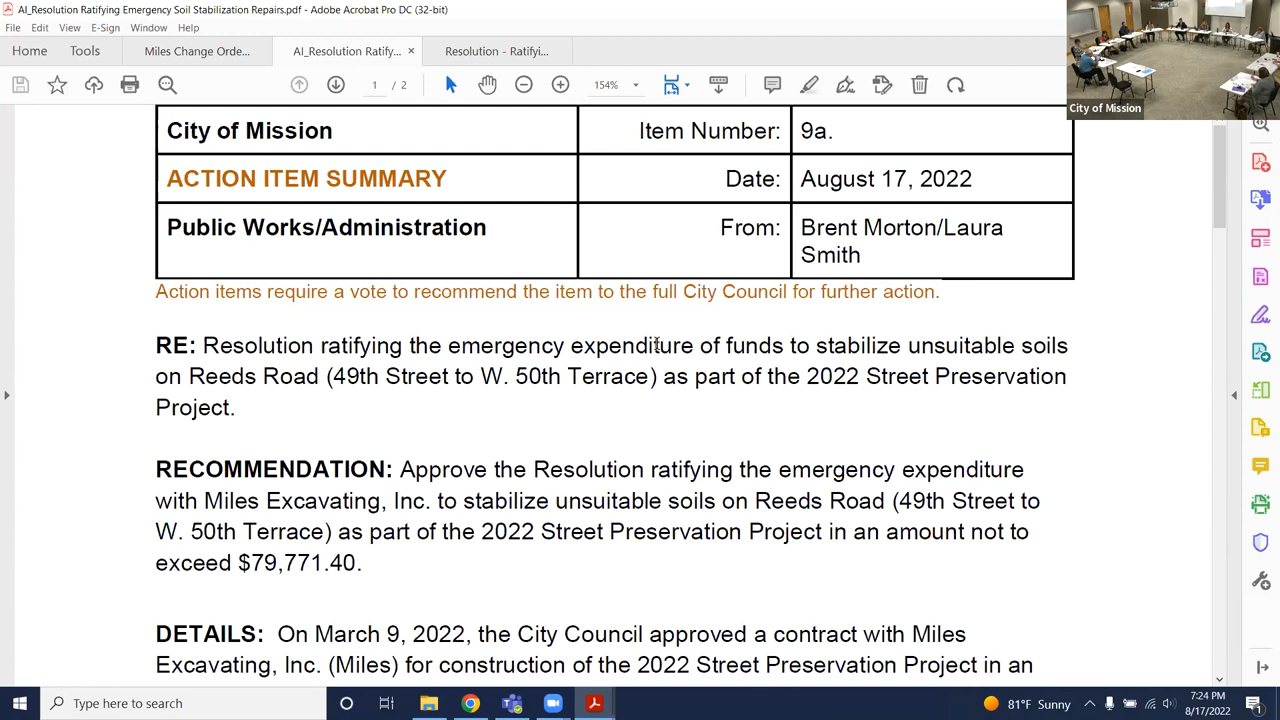 AI_Resolution Ratifying Emergency Soil Stabilization Repairs.pdf - Adobe Acrobat Pro DC (32-bit)
File Edit View E-Sign Window Help
Home Tools Miles Change Orde... AI_Resolution Ratify... × Resolution - Ratifyi...
1 / 2 154%
City of Mission
City of Mission Item Number: 9a.
ACTION ITEM SUMMARY Date: August 17, 2022
Public Works/Administration From: Brent Morton/Laura
Smith
Action items require a vote to recommend the item to the full City Council for further action.
RE: Resolution ratifying the emergency expenditure of funds to stabilize unsuitable soils
on Reeds Road (49th Street to W. 50th Terrace) as part of the 2022 Street Preservation
Project.
RECOMMENDATION: Approve the Resolution ratifying the emergency expenditure
with Miles Excavating, Inc. to stabilize unsuitable soils on Reeds Road (49th Street to
W. 50th Terrace) as part of the 2022 Street Preservation Project in an amount not to
exceed $79,771.40.
DETAILS: On March 9, 2022, the City Council approved a contract with Miles
Excavating, Inc. (Miles) for construction of the 2022 Street Preservation Project in an
Type here to search
81°F Sunny
7:24 PM
8/17/2022
1